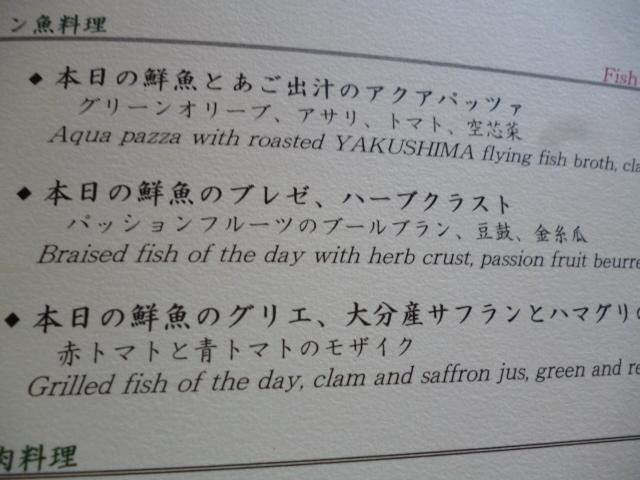 ン魚料理
Fish
◆ 本日の鮮魚とあご出汁のアクアパッツァ
グリーンオリーブ、アサリ、トマト、空芯菜
Aqua pazza with roasted YAKUSHIMA flying fish broth, cla
◆ 本日の鮮魚のブレゼ、ハーブクラスト
パッションフルーツのブールブラン、豆鼓、金糸瓜
Braised fish of the day with herb crust, passion fruit beurre
◆ 本日の鮮魚のグリエ、大分産サフランとハマグリの
赤トマトと青トマトのモザイク
Grilled fish of the day, clam and saffron jus, green and re
肉料理